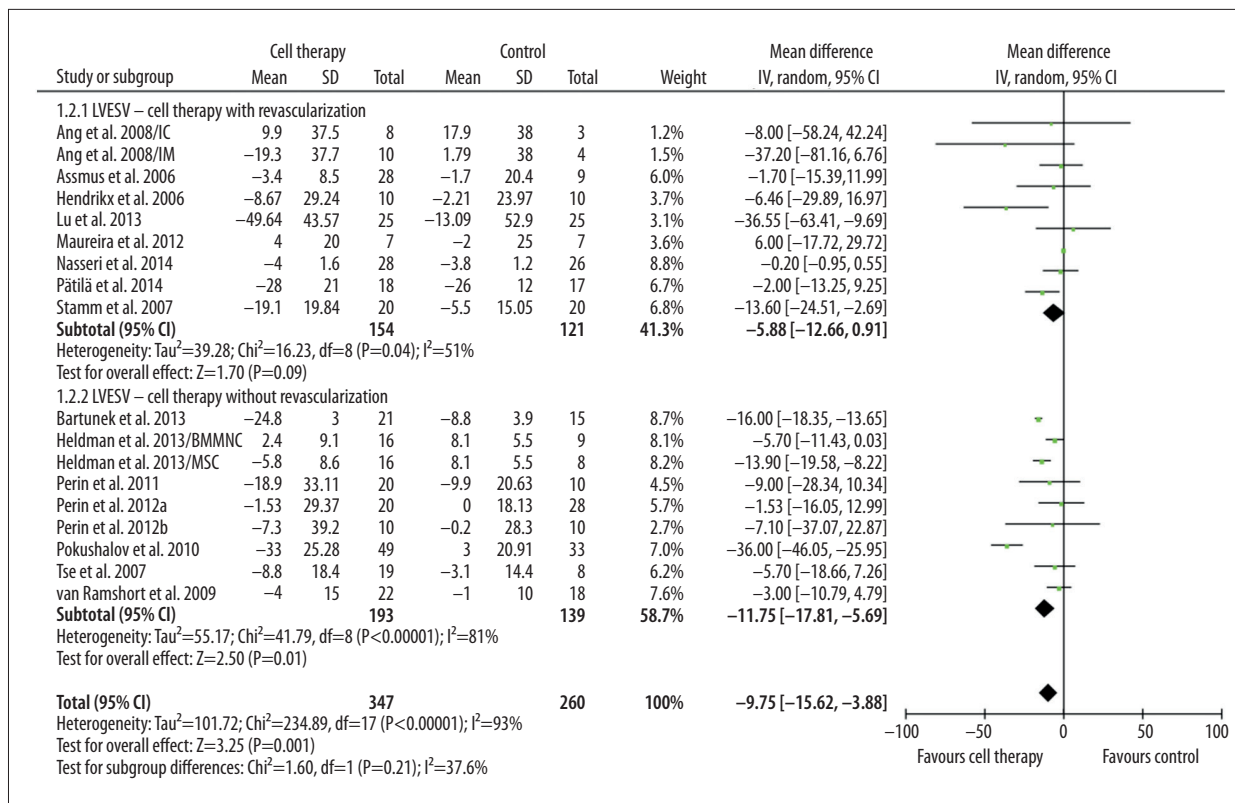 Cell therapy Control Mean difference Mean difference
Study or subgroup Mean SD Total Mean SD Total Weight IV, random, 95% CI IV, random, 95% CI
1.2.1 LVESV – cell therapy with revascularization
Ang et al. 2008/IC 9.9 37.5 8 17.9 38 3 1.2% −8.00 [−58.24, 42.24]
Ang et al. 2008/IM −19.3 37.7 10 1.79 38 4 1.5% −37.20 [−81.16, 6.76]
Assmus et al. 2006 −3.4 8.5 28 −1.7 20.4 9 6.0% −1.70 [−15.39,11.99]
Hendrikx et al. 2006 −8.67 29.24 10 −2.21 23.97 10 3.7% −6.46 [−29.89, 16.97]
Lu et al. 2013 −49.64 43.57 25 −13.09 52.9 25 3.1% −36.55 [−63.41, −9.69]
Maureira et al. 2012 4 20 7 −2 25 7 3.6% 6.00 [−17.72, 29.72]
Nasseri et al. 2014 −4 1.6 28 −3.8 1.2 26 8.8% −0.20 [−0.95, 0.55]
Pätilä et al. 2014 −28 21 18 −26 12 17 6.7% −2.00 [−13.25, 9.25]
Stamm et al. 2007 −19.1 19.84 20 −5.5 15.05 20 6.8% −13.60 [−24.51, −2.69]
Subtotal (95% CI) 154 121 41.3% −5.88 [−12.66, 0.91]
Heterogeneity: Tau²=39.28; Chi²=16.23, df=8 (P=0.04); I²=51%
Test for overall effect: Z=1.70 (P=0.09)
1.2.2 LVESV – cell therapy without revascularization
Bartunek et al. 2013 −24.8 3 21 −8.8 3.9 15 8.7% −16.00 [−18.35, −13.65]
Heldman et al. 2013/BMMNC 2.4 9.1 16 8.1 5.5 9 8.1% −5.70 [−11.43, 0.03]
Heldman et al. 2013/MSC −5.8 8.6 16 8.1 5.5 8 8.2% −13.90 [−19.58, −8.22]
Perin et al. 2011 −18.9 33.11 20 −9.9 20.63 10 4.5% −9.00 [−28.34, 10.34]
Perin et al. 2012a −1.53 29.37 20 0 18.13 28 5.7% −1.53 [−16.05, 12.99]
Perin et al. 2012b −7.3 39.2 10 −0.2 28.3 10 2.7% −7.10 [−37.07, 22.87]
Pokushalov et al. 2010 −33 25.28 49 3 20.91 33 7.0% −36.00 [−46.05, −25.95]
Tse et al. 2007 −8.8 18.4 19 −3.1 14.4 8 6.2% −5.70 [−18.66, 7.26]
van Ramshort et al. 2009 −4 15 22 −1 10 18 7.6% −3.00 [−10.79, 4.79]
Subtotal (95% CI) 193 139 58.7% −11.75 [−17.81, −5.69]
Heterogeneity: Tau²=55.17; Chi²=41.79, df=8 (P<0.00001); I²=81%
Test for overall effect: Z=2.50 (P=0.01)
Total (95% CI) 347 260 100% −9.75 [−15.62, −3.88]
Heterogeneity: Tau²=101.72; Chi²=234.89, df=17 (P<0.00001); I²=93%
Test for overall effect: Z=3.25 (P=0.001)
Test for subgroup differences: Chi²=1.60, df=1 (P=0.21); I²=37.6%
−100 −50 0 50 100
Favours cell therapy Favours control